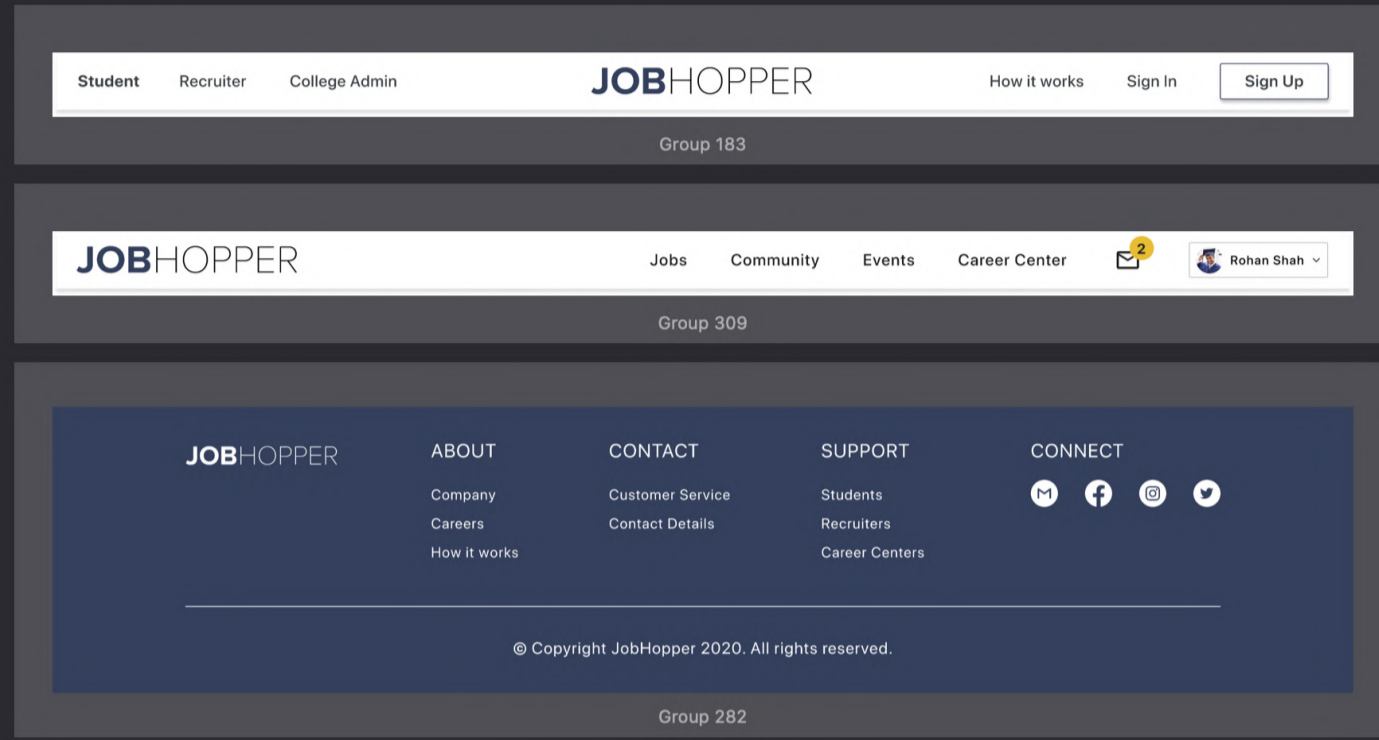 Student Recruiter College Admin JOBHOPPER How it works Sign In Sign Up
Group 183
JOBHOPPER Jobs Community Events Career Center 2 Rohan Shah
Group 309
JOBHOPPER ABOUT CONTACT SUPPORT CONNECT
Company Customer Service Students
Careers Contact Details Recruiters
How it works Career Centers
© Copyright JobHopper 2020. All rights reserved.
Group 282